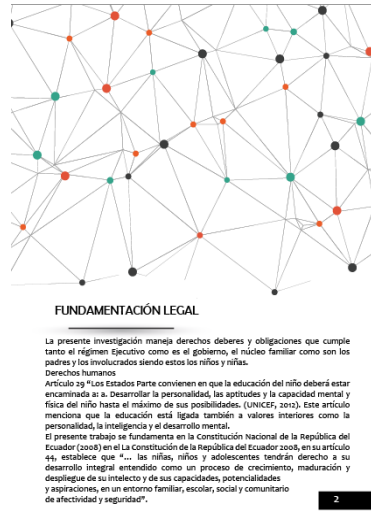 FUNDAMENTACIÓN LEGAL
La presente investigación maneja derechos deberes y obligaciones que cumple
tanto el régimen Ejecutivo como es el gobierno, el núcleo familiar como son los
padres y los involucrados siendo estos los niños y niñas.
Derechos humanos
Artículo 29 “Los Estados Parte convienen en que la educación del niño deberá estar
encaminada a: a. Desarrollar la personalidad, las aptitudes y la capacidad mental y
física del niño hasta el máximo de sus posibilidades. (UNICEF, 2012). Este artículo
menciona que la educación está ligada también a valores interiores como la
personalidad, la inteligencia y el desarrollo mental.
El presente trabajo se fundamenta en la Constitución Nacional de la República del
Ecuador (2008) en el La Constitución de la República del Ecuador 2008, en su artículo
44, establece que “... las niñas, niños y adolescentes tendrán derecho a su
desarrollo integral entendido como un proceso de crecimiento, maduración y
despliegue de su intelecto y de sus capacidades, potencialidades
y aspiraciones, en un entorno familiar, escolar, social y comunitario
de afectividad y seguridad”.
2